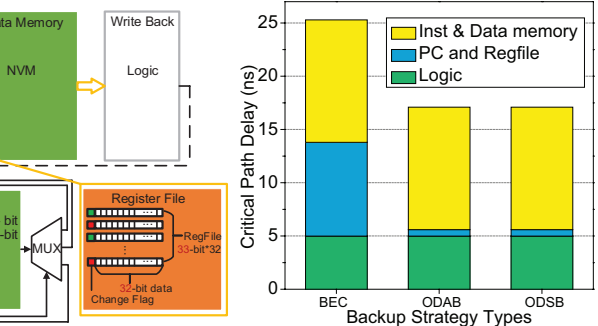 ta Memory
Write Back
NVM
Logic
bit
-bit
MUX
Register File
RegFile
33-bit*32
32-bit data
Change Flag
Critical Path Delay (ns)
25
20
15
10
5
0
Inst & Data memory
PC and Regfile
Logic
BEC
ODAB
ODSB
Backup Strategy Types